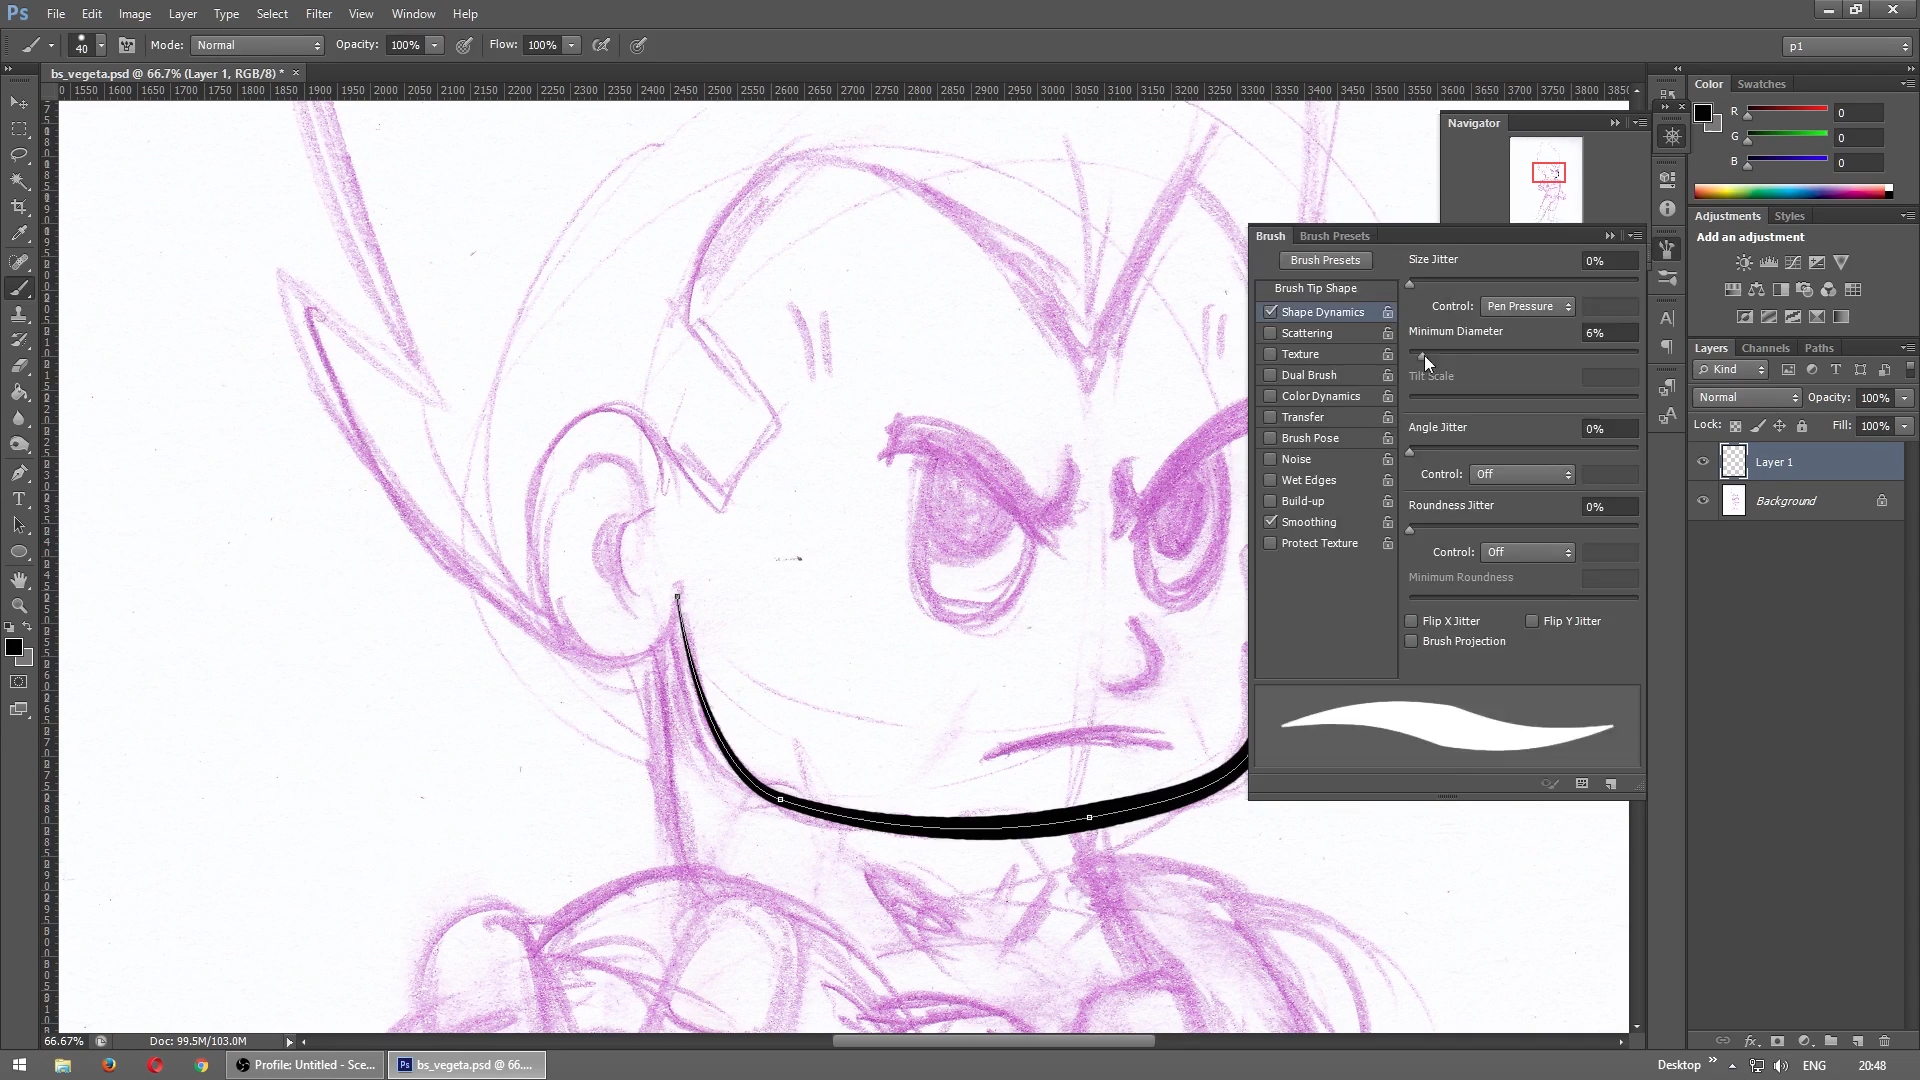 Ps File Edit Image Layer Type Select Filter View Window Help
40 Mode: Normal Opacity: 100% Flow: 100% p1
bs_vegeta.psd @ 66.7% (Layer 1, RGB/8) * ×
0 1550 1600 1650 1700 1750 1800 1850 1900 1950 2000 2050 2100 2150 2200 2250 2300 2350 2400 2450 2500 2550 2600 2650 2700 2750 2800 2850 2900 2950 3000 3050 3100 3150 3200 3250 3300 3350 3400 3450 3500 3550 3600 3650 3700 3750 3800 3850
Color Swatches
R 0
G 0
B 0
Navigator
Adjustments Styles
Add an adjustment
Brush Brush Presets
Brush Presets
Brush Tip Shape
Shape Dynamics
Scattering
Texture
Dual Brush
Color Dynamics
Transfer
Brush Pose
Noise
Wet Edges
Build-up
Smoothing
Protect Texture
Size Jitter 0%
Control: Pen Pressure
Minimum Diameter 6%
Tilt Scale
Angle Jitter 0%
Control: Off
Roundness Jitter 0%
Control: Off
Minimum Roundness
Flip X Jitter Flip Y Jitter
Brush Projection
Layers Channels Paths
Kind
Normal Opacity: 100%
Lock: Fill: 100%
Layer 1
Background
66.67% Doc: 99.5M/103.0M
Profile: Untitled - Sce... Ps bs_vegeta.psd @ 66....
Desktop ENG 20:48